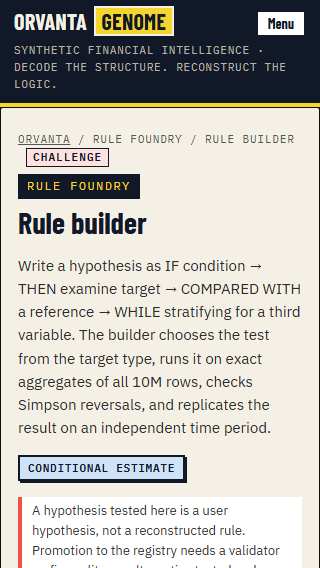 ORVANTA GENOME
Menu
SYNTHETIC FINANCIAL INTELLIGENCE ·
DECODE THE STRUCTURE. RECONSTRUCT THE
LOGIC.
ORVANTA / RULE FOUNDRY / RULE BUILDER
CHALLENGE
RULE FOUNDRY
Rule builder
Write a hypothesis as IF condition →
THEN examine target → COMPARED WITH
a reference → WHILE stratifying for a third
variable. The builder chooses the test
from the target type, runs it on exact
aggregates of all 10M rows, checks
Simpson reversals, and replicates the
result on an independent time period.
CONDITIONAL ESTIMATE
A hypothesis tested here is a user
hypothesis, not a reconstructed rule.
Promotion to the registry needs a validator